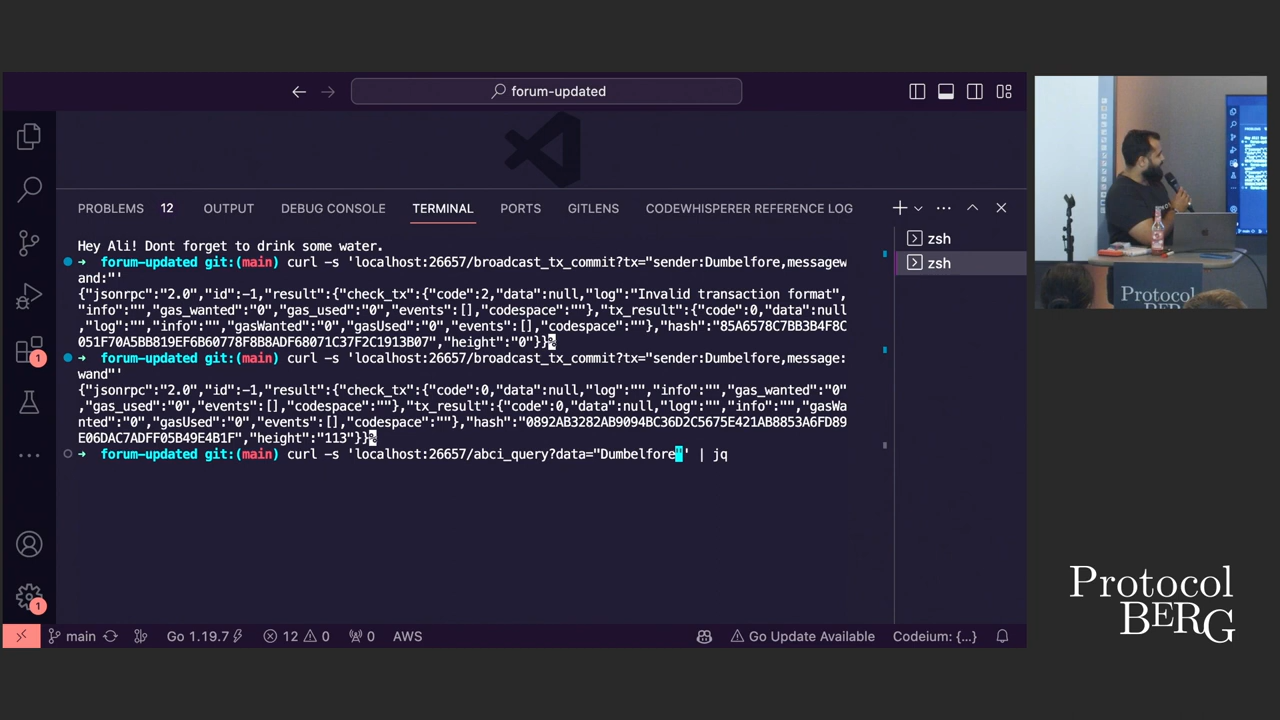 forum-updated
PROBLEMS 12 OUTPUT DEBUG CONSOLE TERMINAL PORTS GITLENS CODEWHISPERER REFERENCE LOG
Hey Ali! Dont forget to drink some water.
➜ forum-updated git:(main) curl -s 'localhost:26657/broadcast_tx_commit?tx="sender:Dumbelfore,messagew
and:"'
{"jsonrpc":"2.0","id":-1,"result":{"check_tx":{"code":2,"data":null,"log":"Invalid transaction format",
"info":"","gas_wanted":"0","gas_used":"0","events":[],"codespace":""},"tx_result":{"code":0,"data":null
,"log":"","info":"","gasWanted":"0","gasUsed":"0","events":[],"codespace":""},"hash":"85A6578C7BB3B4F8C
051F70A5BB819EF6B60778F8B8ADF68071C37F2C1913B07","height":"0"}}%
➜ forum-updated git:(main) curl -s 'localhost:26657/broadcast_tx_commit?tx="sender:Dumbelfore,message:
wand"'
{"jsonrpc":"2.0","id":-1,"result":{"check_tx":{"code":0,"data":null,"log":"","info":"","gas_wanted":"0"
,"gas_used":"0","events":[],"codespace":""},"tx_result":{"code":0,"data":null,"log":"","info":"","gasWa
nted":"0","gasUsed":"0","events":[],"codespace":""},"hash":"0892AB3282AB9094BC36D2C5675E421AB8853A6FD89
E06DAC7ADFF05B49E4B1F","height":"113"}}%
➜ forum-updated git:(main) curl -s 'localhost:26657/abci_query?data="Dumbelfore"' | jq
zsh
zsh
1
1
main Go 1.19.7 12 0 0 AWS Go Update Available Codeium: {...}
Protocol
Protocol
BERG